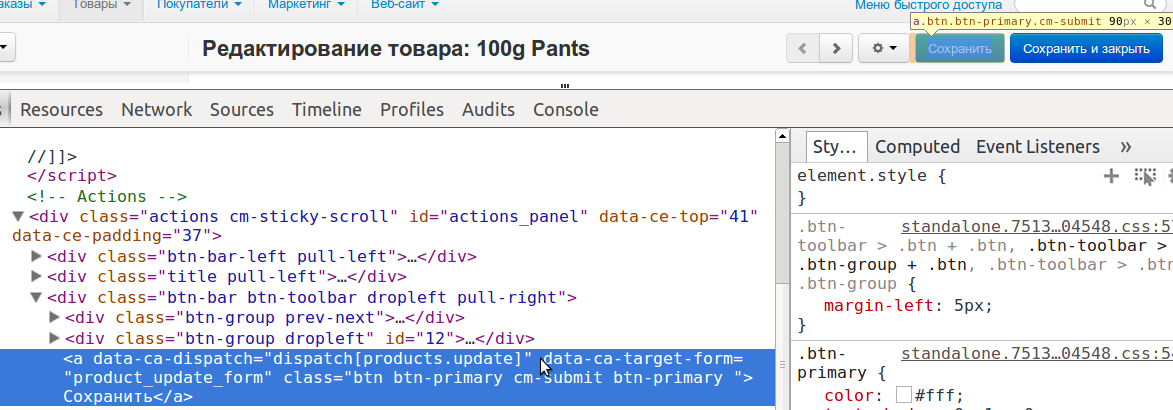 Заказы Товары Покупатели Маркетинг Веб-сайт Меню быстрого доступа
a.btn.btn-primary.cm-submit 90px × 30
Редактирование товара: 100g Pants
Сохранить Сохранить и закрыть
s Resources Network Sources Timeline Profiles Audits Console
//]]>
</script>
<!-- Actions -->
<div class="actions cm-sticky-scroll" id="actions_panel" data-ce-top="41"
data-ce-padding="37">
<div class="btn-bar-left pull-left">…</div>
<div class="title pull-left">…</div>
<div class="btn-bar btn-toolbar dropleft pull-right">
<div class="btn-group prev-next">…</div>
<div class="btn-group dropleft" id="12">…</div>
<a data-ca-dispatch="dispatch[products.update]" data-ca-target-form=
"product_update_form" class="btn btn-primary cm-submit btn-primary ">
Сохранить</a>
Sty… Computed Event Listeners »
element.style {
}
.btn- standalone.7513…04548.css:5
toolbar > .btn + .btn, .btn-toolbar >
.btn-group + .btn, .btn-toolbar > .btn
.btn-group {
margin-left: 5px;
}
.btn- standalone.7513…04548.css:54
primary {
color: #fff;